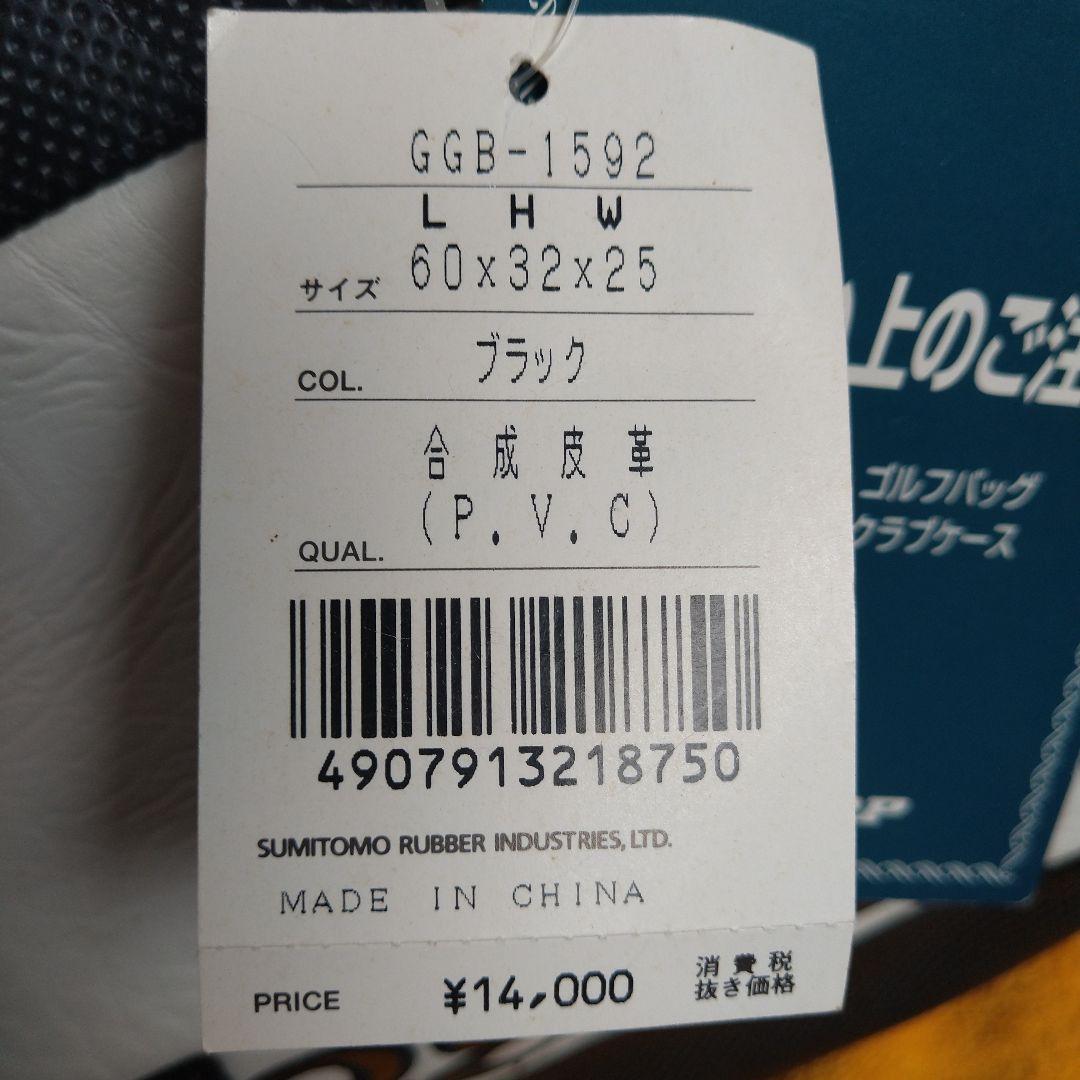 GGB-1592
L H W
サイズ 60x32x25
COL. ブラック
合成皮革
QUAL. (P.V.C)
4907913218750
SUMITOMO RUBBER INDUSTRIES, LTD.
MADE IN CHINA
PRICE ¥14,000 消費税
抜き価格
上のご注
ゴルフバッグ
クラブケース